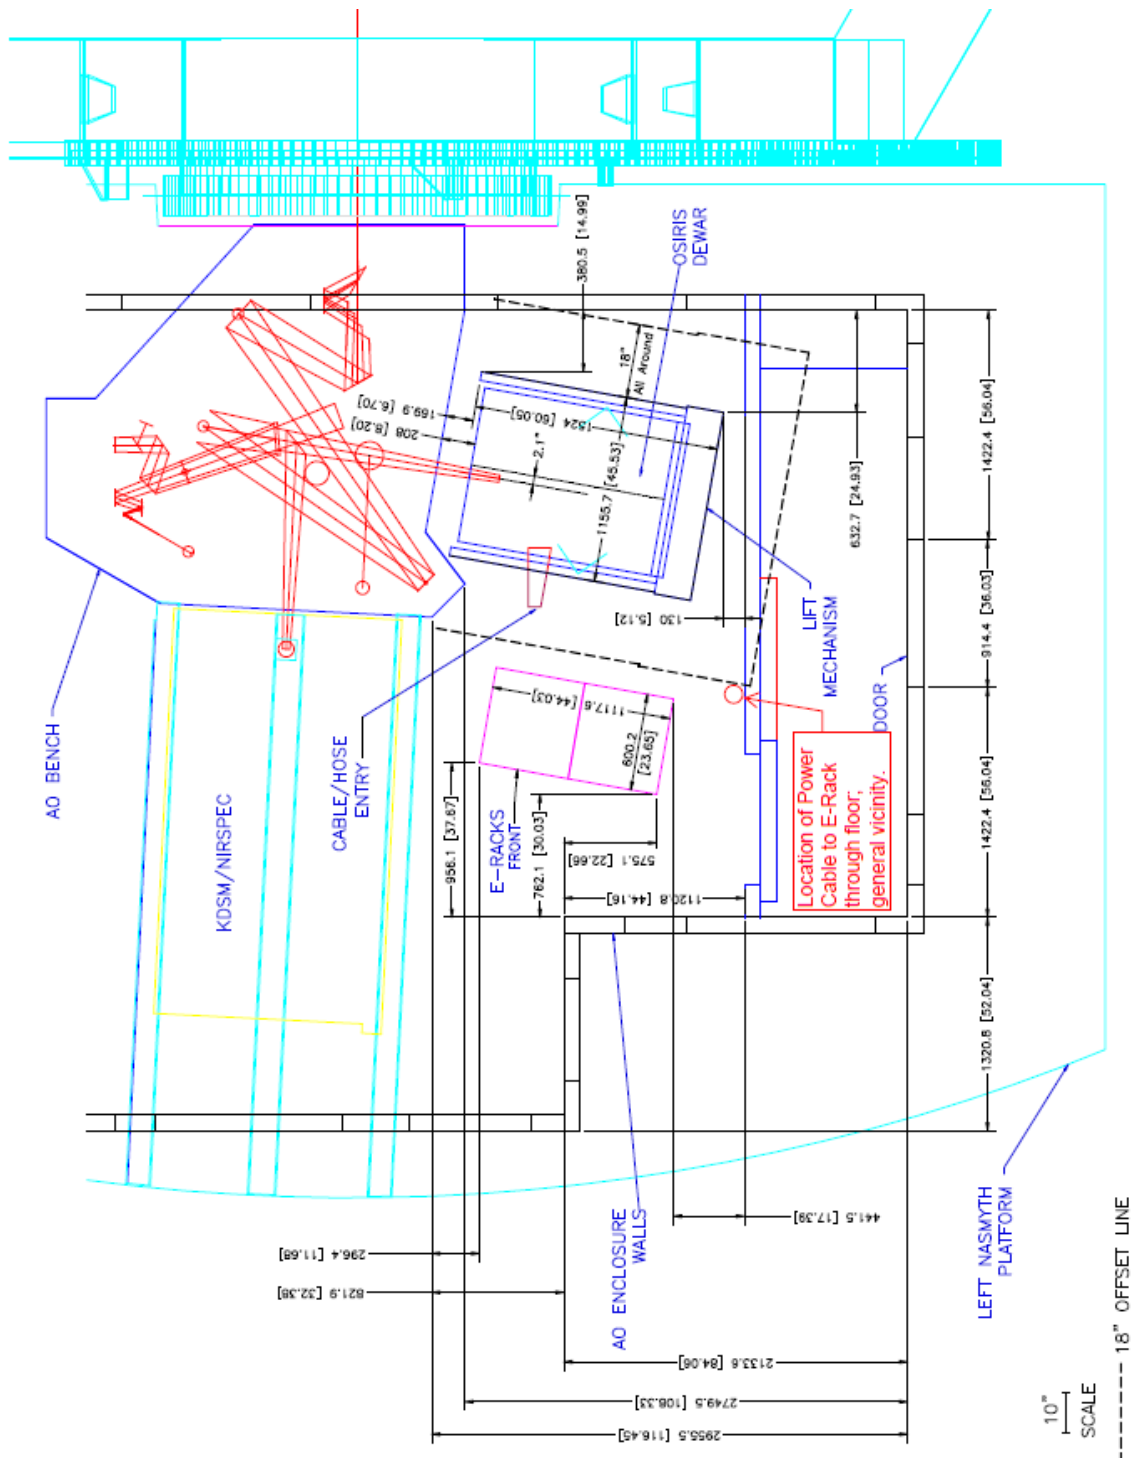 380.5 [14.99]
OSIRIS
DEWAR
18"
All Around
169.9 [6.70]
208 [8.20]
1524
[60.05]
2.1°
[45.53]
1155.7
632.7 [24.93]
1422.4 [56.04]
130 [5.12]
LIFT
MECHANISM
914.4 [36.03]
DOOR
AO BENCH
KDSM/NIRSPEC
CABLE/HOSE
ENTRY
1117.6
[44.03]
600.2
[23.65]
956.1 [37.67]
E-RACKS
FRONT
762.1 [30.03]
575.1 [22.66]
1120.8 [44.16]
Location of Power
Cable to E-Rack
through floor;
general vicinity.
1422.4 [56.04]
1320.8 [52.04]
441.5 [17.39]
296.4 [11.68]
821.9 [32.38]
AO ENCLOSURE
WALLS
LEFT NASMYTH
PLATFORM
2133.6 [84.06]
2749.5 [108.33]
2955.5 [116.45]
10"
SCALE
18" OFFSET LINE